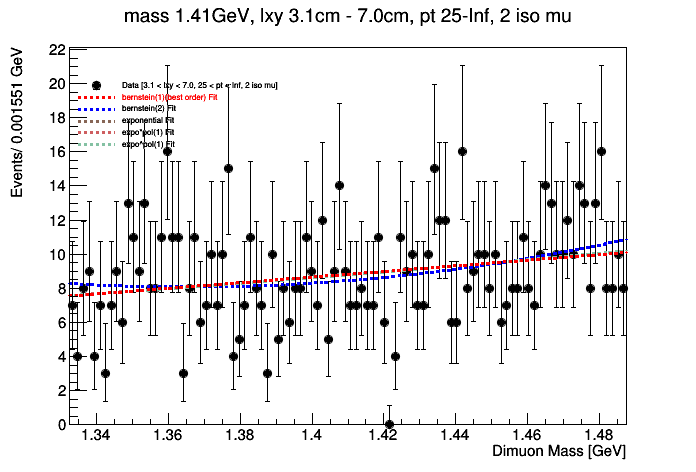 mass 1.41GeV, lxy 3.1cm - 7.0cm, pt 25-Inf, 2 iso mu
Events/ 0.001551 GeV
22
20
18
16
14
12
10
8
6
4
2
0
Data [3.1 < lxy < 7.0, 25 < pt < Inf, 2 iso mu]
bernstein(1)(best order) Fit
bernstein(2) Fit
exponential Fit
expo*pol(1) Fit
expo*pol(1) Fit
1.34 1.36 1.38 1.4 1.42 1.44 1.46 1.48
Dimuon Mass [GeV]